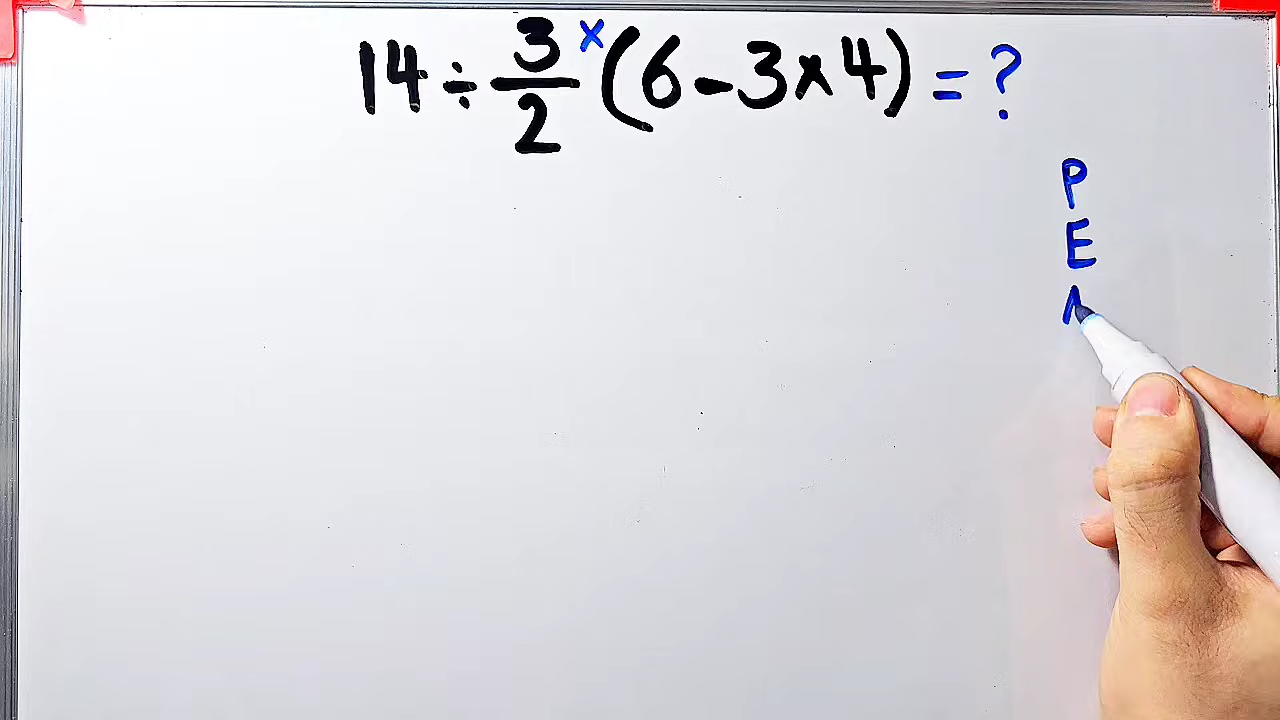 14 ÷ 3/2 × (6 - 3 × 4) = ?
P
E